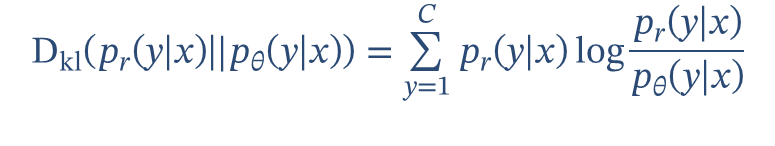 D_kl(p_r(y|x)||p_θ(y|x)) = \sum_{y=1}^{C} p_r(y|x) log \frac{p_r(y|x)}{p_θ(y|x)}